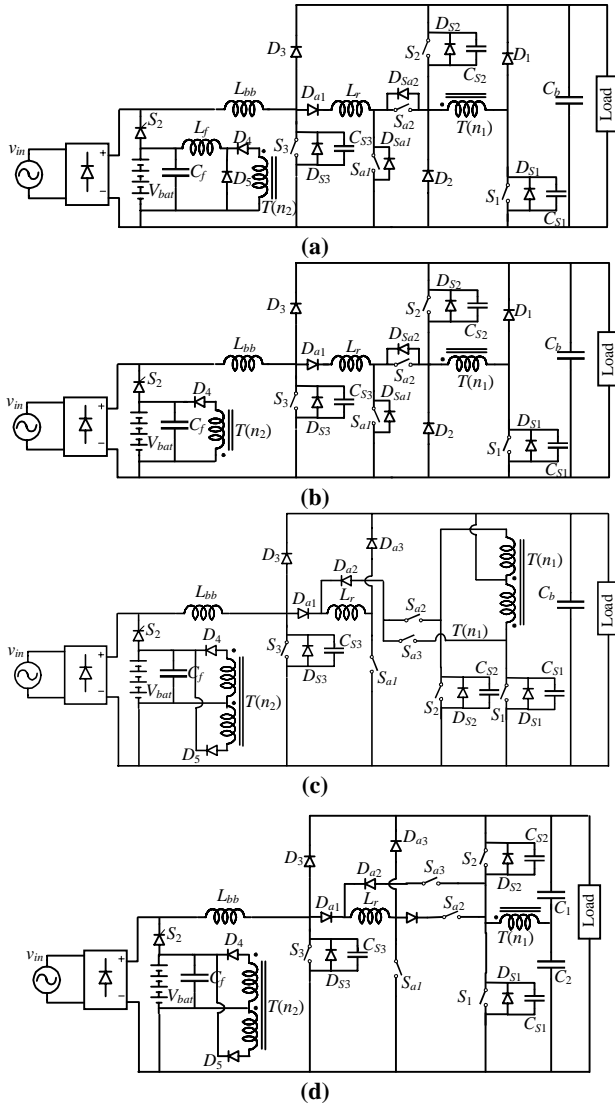 D3
DS2
S2
CS2
D1
Cb
Load
Lbb
Da1
Lr
DSa2
Sa2
T(n1)
S2
vin
+
−
Lf
D4
D5
Cf
Vbat
T(n2)
S3
CS3
DS3
DSa1
Sa1
D2
S1
DS1
CS1
(a)
D3
DS2
S2
CS2
D1
Cb
Load
Lbb
Da1
Lr
DSa2
Sa2
T(n1)
S2
vin
+
−
D4
Cf
Vbat
T(n2)
S3
CS3
DS3
DSa1
Sa1
D2
S1
DS1
CS1
(b)
D3
Da3
T(n1)
Da2
Cb
Load
Lbb
Da1
Lr
Sa2
Sa3
T(n1)
S2
vin
+
−
D4
Cf
Vbat
T(n2)
D5
S3
CS3
DS3
Sa1
S2
CS2
DS2
S1
CS1
DS1
(c)
D3
Da3
S2
CS2
DS2
Da2
Sa3
Lbb
Da1
Lr
Sa2
C1
Load
T(n1)
S2
vin
+
−
D4
Cf
Vbat
T(n2)
D5
S3
CS3
DS3
Sa1
C2
S1
DS1
CS1
(d)